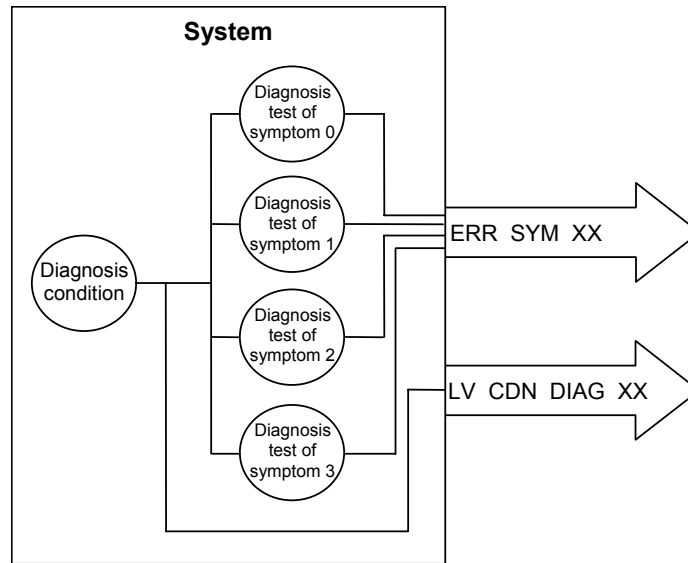 System
Diagnosis
test of
symptom 0
Diagnosis
test of
symptom 1
ERR SYM XX
Diagnosis
condition
Diagnosis
test of
symptom 2
LV CDN DIAG XX
Diagnosis
test of
symptom 3